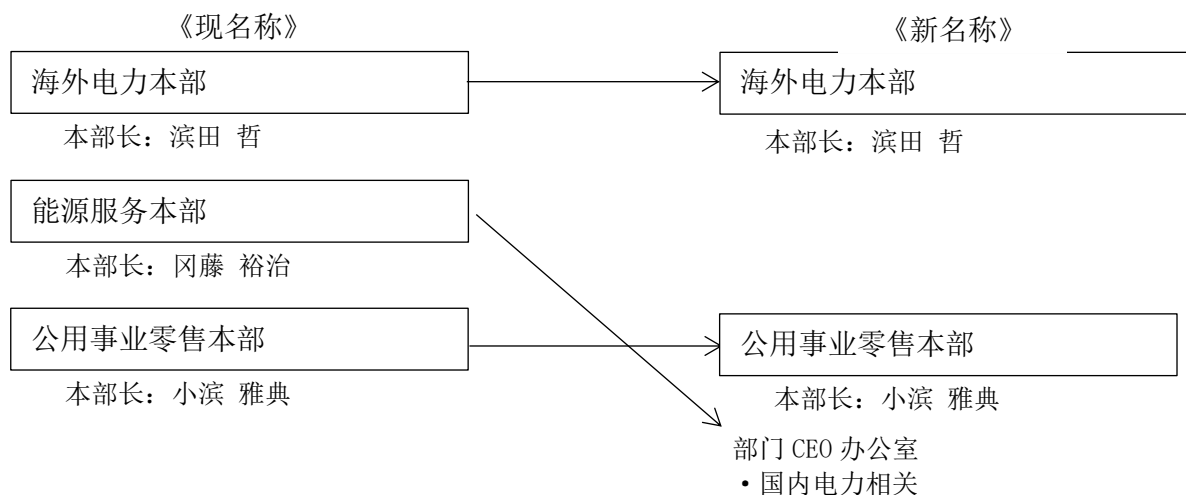 《现名称》 《新名称》
海外电力本部 海外电力本部
本部长：滨田 哲 本部长：滨田 哲
能源服务本部
本部长：冈藤 裕治
公用事业零售本部 公用事业零售本部
本部长：小滨 雅典 本部长：小滨 雅典
部门 CEO 办公室
・国内电力相关